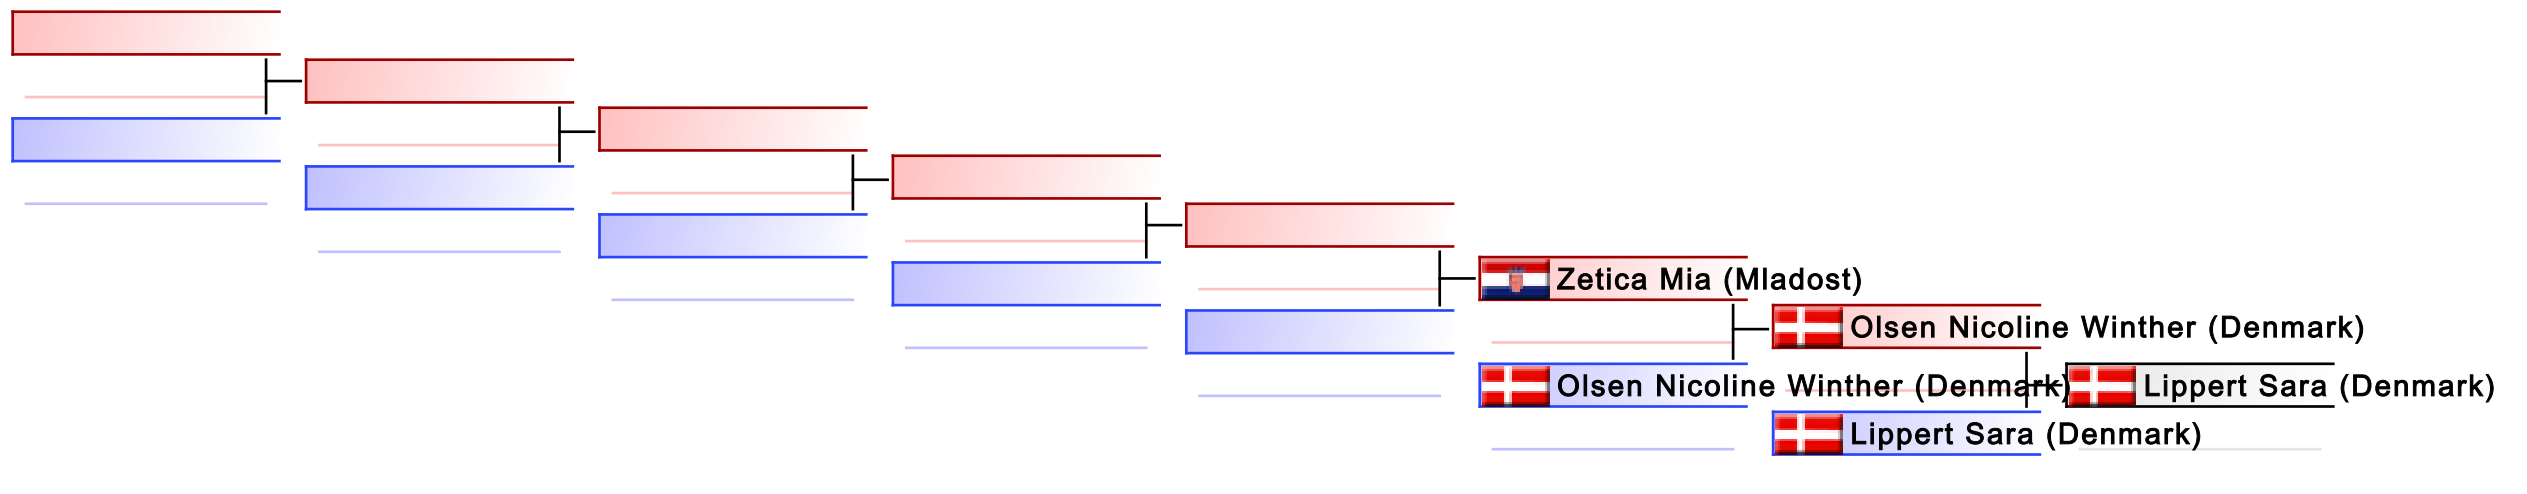 Zetica Mia (Mladost)
Olsen Nicoline Winther (Denmark)
Olsen Nicoline Winther (Denmark)
Lippert Sara (Denmark)
Lippert Sara (Denmark)